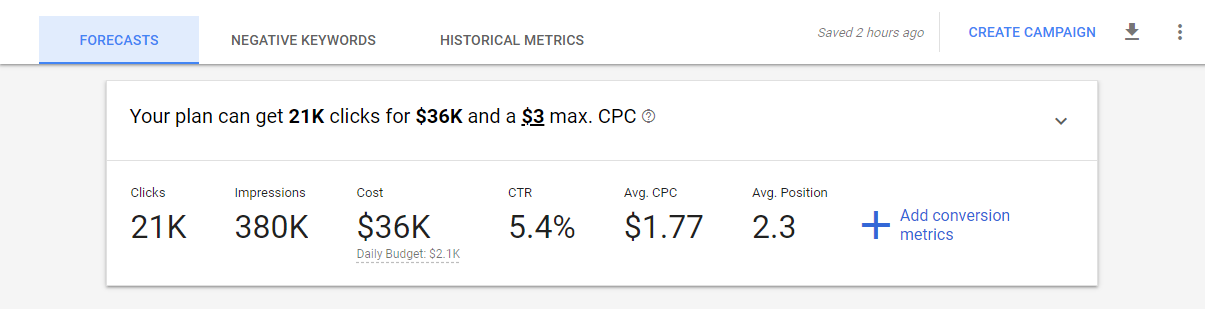 FORECASTS
NEGATIVE KEYWORDS
HISTORICAL METRICS
Saved 2 hours ago
CREATE CAMPAIGN
Your plan can get 21K clicks for $36K and a $3 max. CPC
Clicks
21K
Impressions
380K
Cost
$36K
Daily Budget: $2.1K
CTR
5.4%
Avg. CPC
$1.77
Avg. Position
2.3
Add conversion
metrics